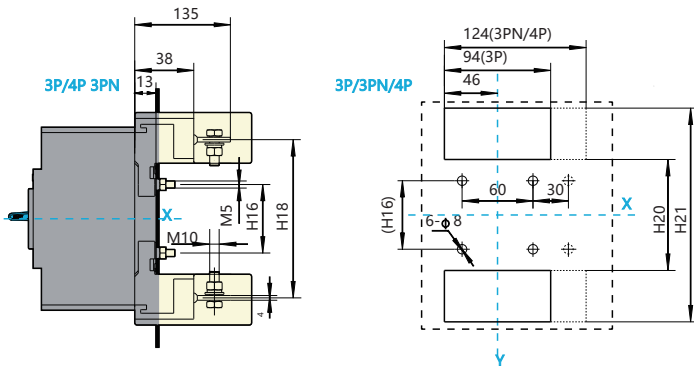 135
38
13
3P/4P 3PN
X
M5
H16
H18
M10
4
124(3PN/4P)
94(3P)
46
3P/3PN/4P
60
30
X
(H16)
6-ϕ 8
H20
H21
Y